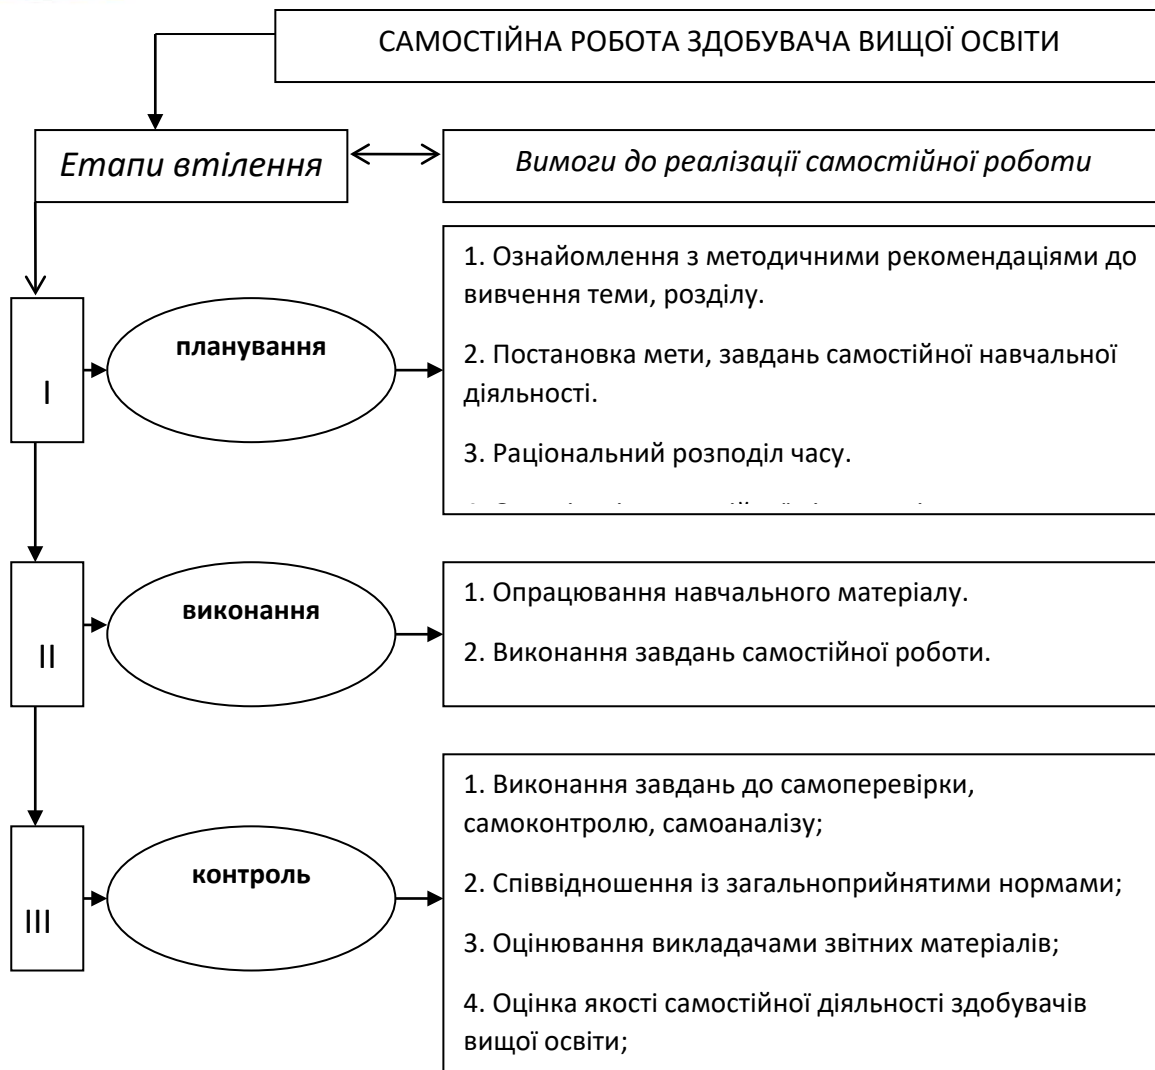 САМОСТІЙНА РОБОТА ЗДОБУВАЧА ВИЩОЇ ОСВІТИ
Етапи втілення
Вимоги до реалізації самостійної роботи
I
планування
1. Ознайомлення з методичними рекомендаціями до
вивчення теми, розділу.
2. Постановка мети, завдань самостійної навчальної
діяльності.
3. Раціональний розподіл часу.
II
виконання
1. Опрацювання навчального матеріалу.
2. Виконання завдань самостійної роботи.
III
контроль
1. Виконання завдань до самоперевірки,
самоконтролю, самоаналізу;
2. Співвідношення із загальноприйнятими нормами;
3. Оцінювання викладачами звітних матеріалів;
4. Оцінка якості самостійної діяльності здобувачів
вищої освіти;